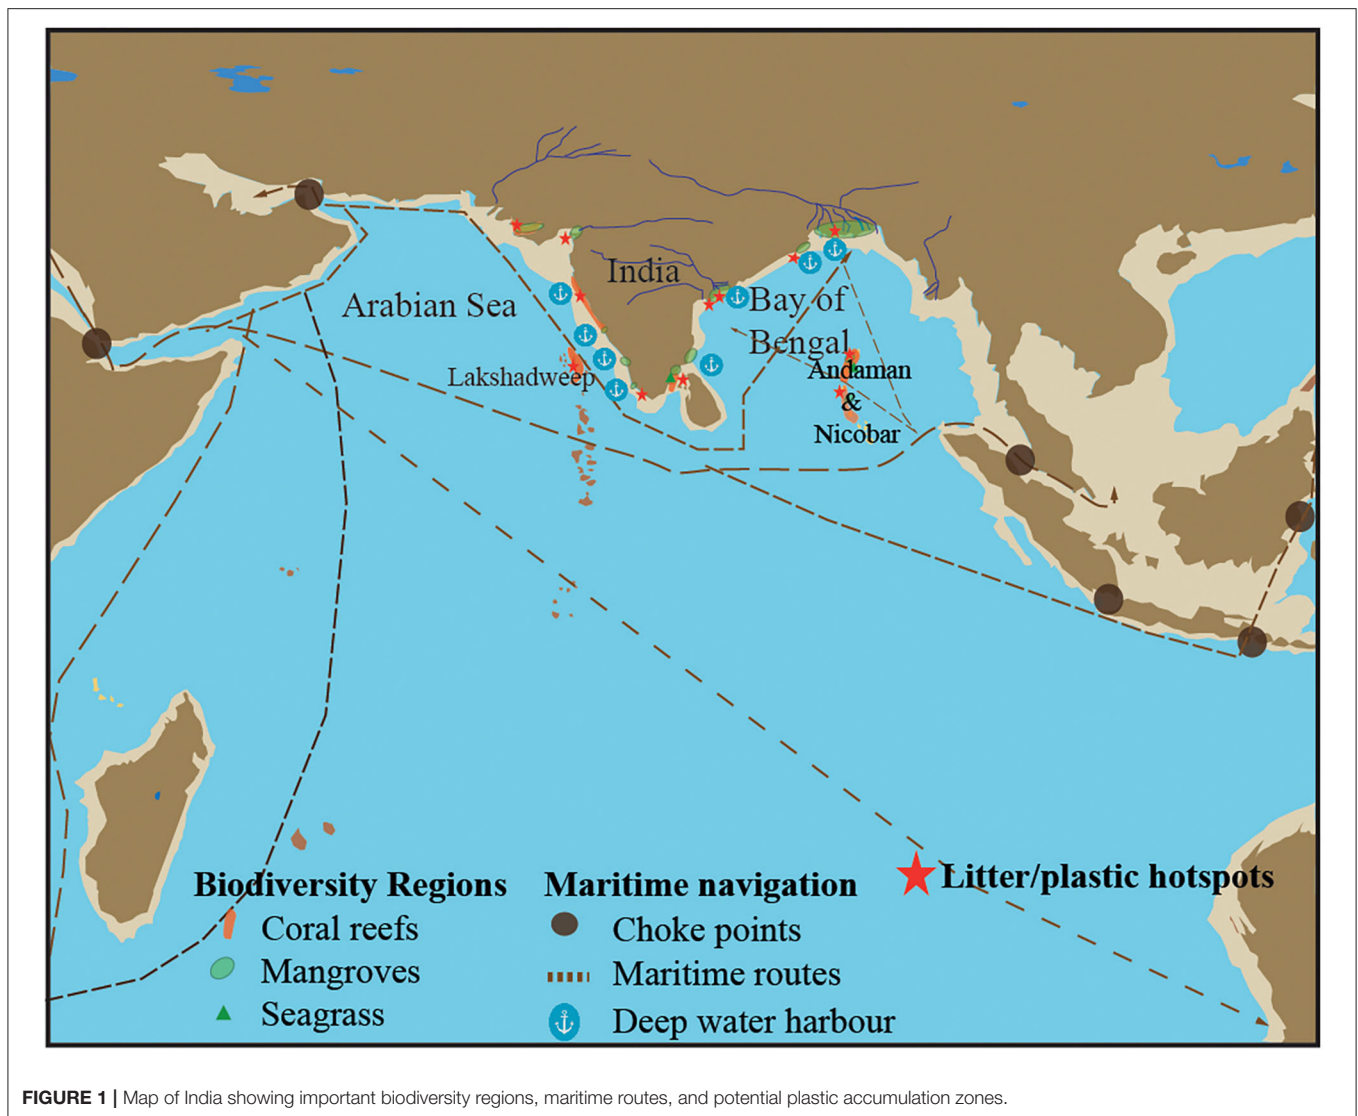 India
Arabian Sea
Bay of
Bengal
Lakshadweep
Andaman
&
Nicobar
Biodiversity Regions
Coral reefs
Mangroves
Seagrass
Maritime navigation
Choke points
Maritime routes
Deep water harbour
Litter/plastic hotspots
FIGURE 1 | Map of India showing important biodiversity regions, maritime routes, and potential plastic accumulation zones.